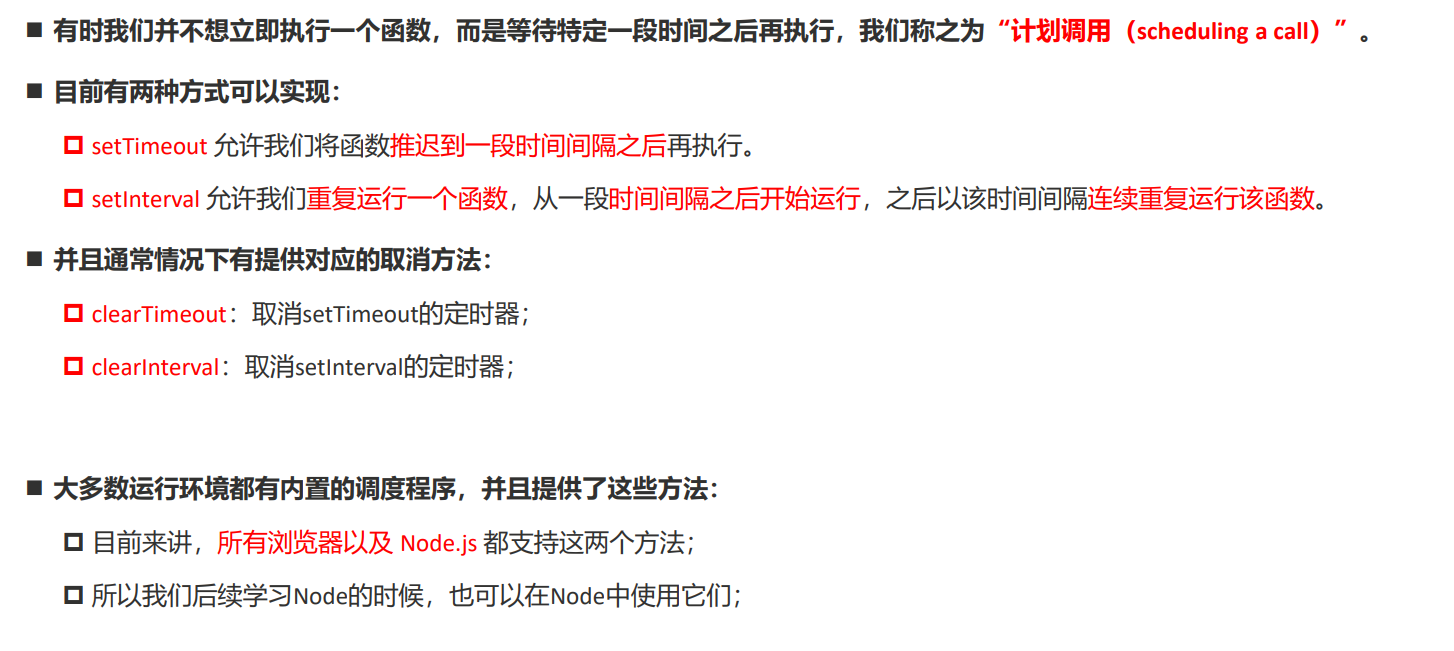 有时我们并不想立即执行一个函数，而是等待特定一段时间之后再执行，我们称之为“计划调用（scheduling a call）”。
目前有两种方式可以实现：
setTimeout 允许我们将函数推迟到一段时间间隔之后再执行。
setInterval 允许我们重复运行一个函数，从一段时间间隔之后开始运行，之后以该时间间隔连续重复运行该函数。
并且通常情况下有提供对应的取消方法：
clearTimeout：取消setTimeout的定时器；
clearInterval：取消setInterval的定时器；
大多数运行环境都有内置的调度程序，并且提供了这些方法：
目前来讲，所有浏览器以及 Node.js 都支持这两个方法；
所以我们后续学习Node的时候，也可以在Node中使用它们；